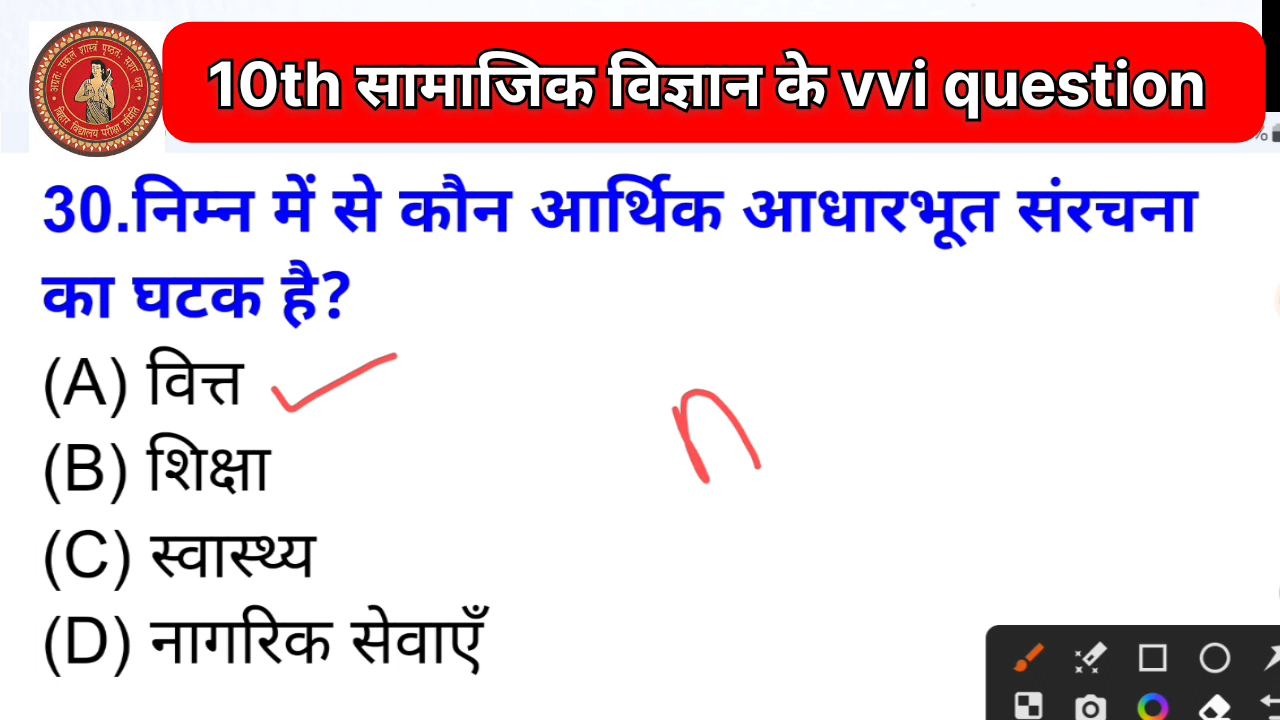 10th सामाजिक विज्ञान के vvi question
30.निम्न में से कौन आर्थिक आधारभूत संरचना
का घटक है?
(A) वित्त
(B) शिक्षा
(C) स्वास्थ्य
(D) नागरिक सेवाएँ